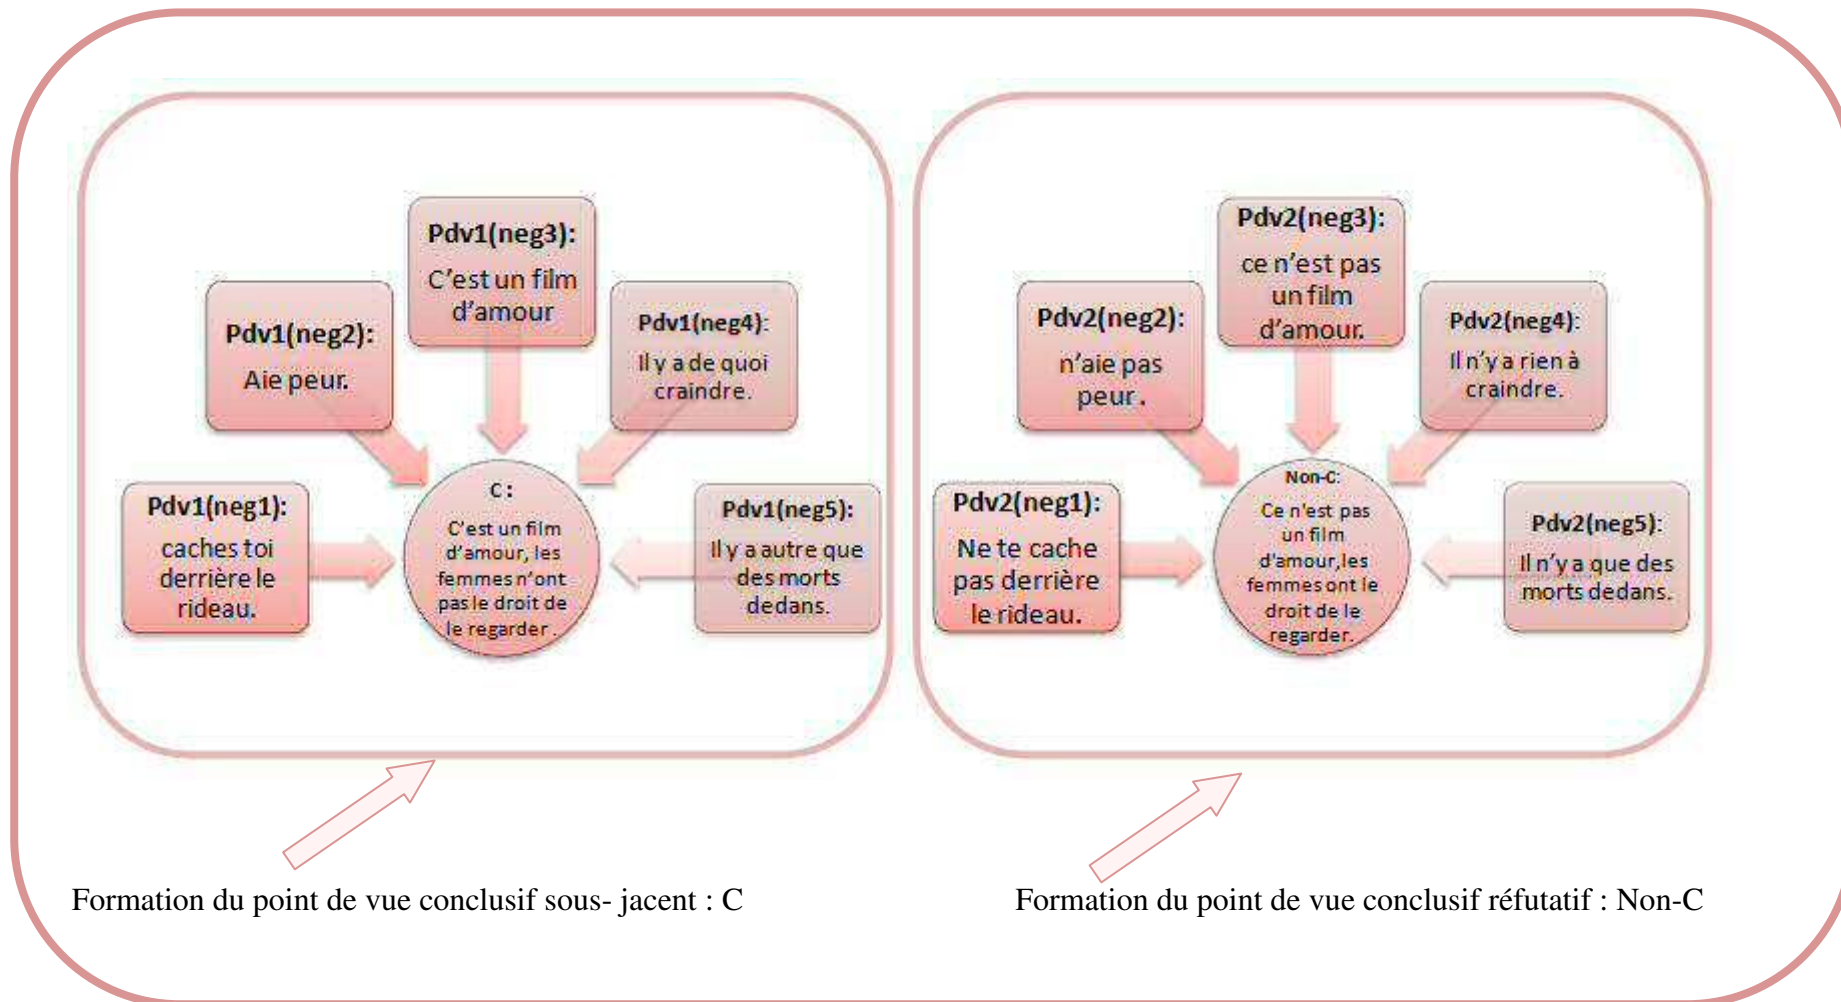 Pdv1(neg3):
C'est un film
d'amour
Pdv1(neg2):
Aie peur.
Pdv1(neg4):
Il y a de quoi
craindre.
Pdv1(neg1):
caches toi
derrière le
rideau.
C :
C'est un film
d'amour, les
femmes n'ont
pas le droit de
le regarder .
Pdv1(neg5):
Il y a autre que
des morts
dedans.
Pdv2(neg3):
ce n'est pas
un film
d'amour.
Pdv2(neg2):
n'aie pas
peur .
Pdv2(neg4):
Il n'y a rien à
craindre.
Pdv2(neg1):
Ne te cache
pas derrière
le rideau.
Non-C:
Ce n'est pas
un film
d'amour,les
femmes ont le
droit de le
regarder.
Pdv2(neg5):
Il n'y a que des
morts dedans.
Formation du point de vue conclusif sous- jacent : C
Formation du point de vue conclusif réfutatif : Non-C